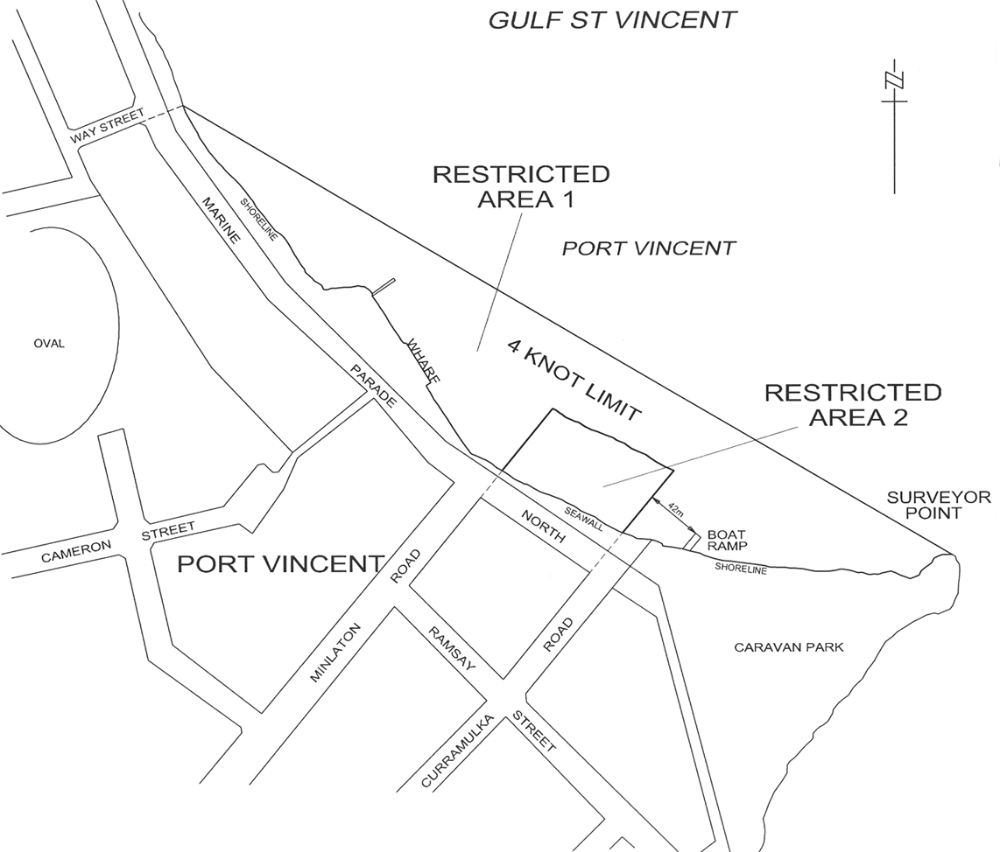 GULF ST VINCENT
N
WAY STREET
RESTRICTED
AREA 1
MARINE
SHORELINE
PORT VINCENT
OVAL
WHARF
4 KNOT LIMIT
PARADE
RESTRICTED
AREA 2
SURVEYOR
POINT
42m
SEAWALL
NORTH
BOAT
RAMP
SHORELINE
CAMERON
STREET
PORT VINCENT
ROAD
MINLATON
RAMSAY
ROAD
CARAVAN PARK
CURRAMULKA
STREET